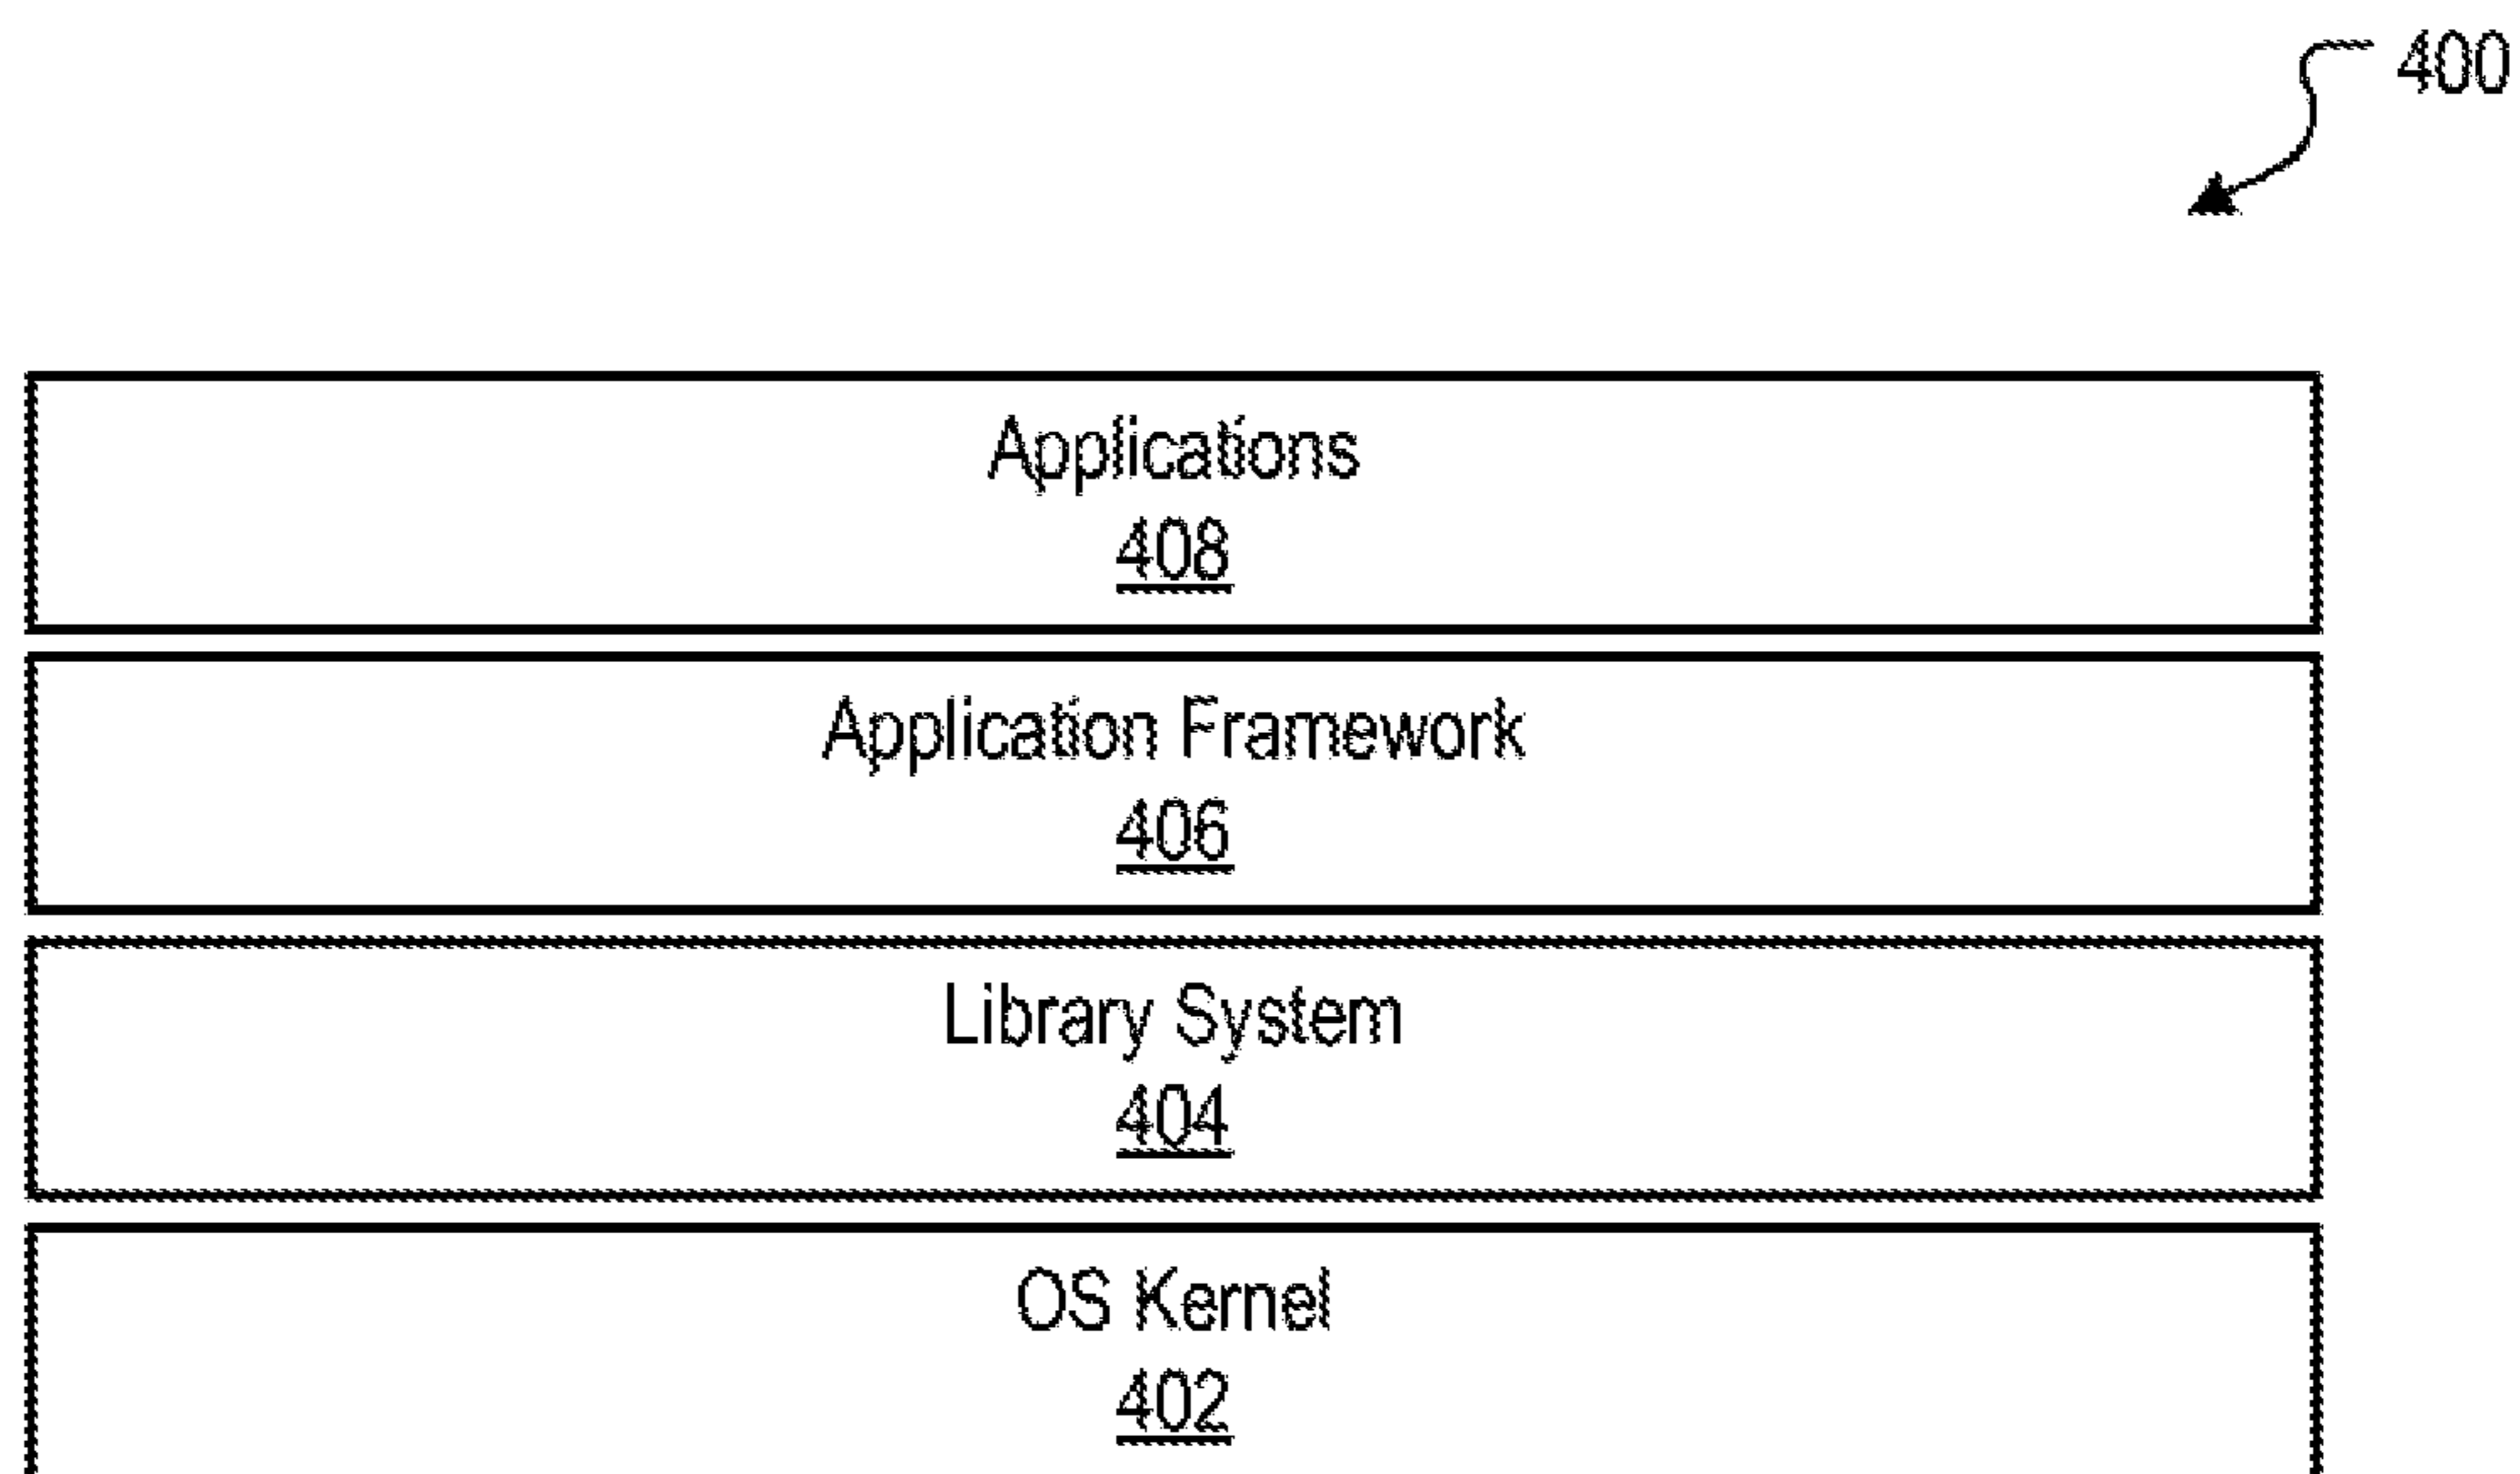 400
Applications
408
Application Framework
406
Library System
404
OS Kernel
402